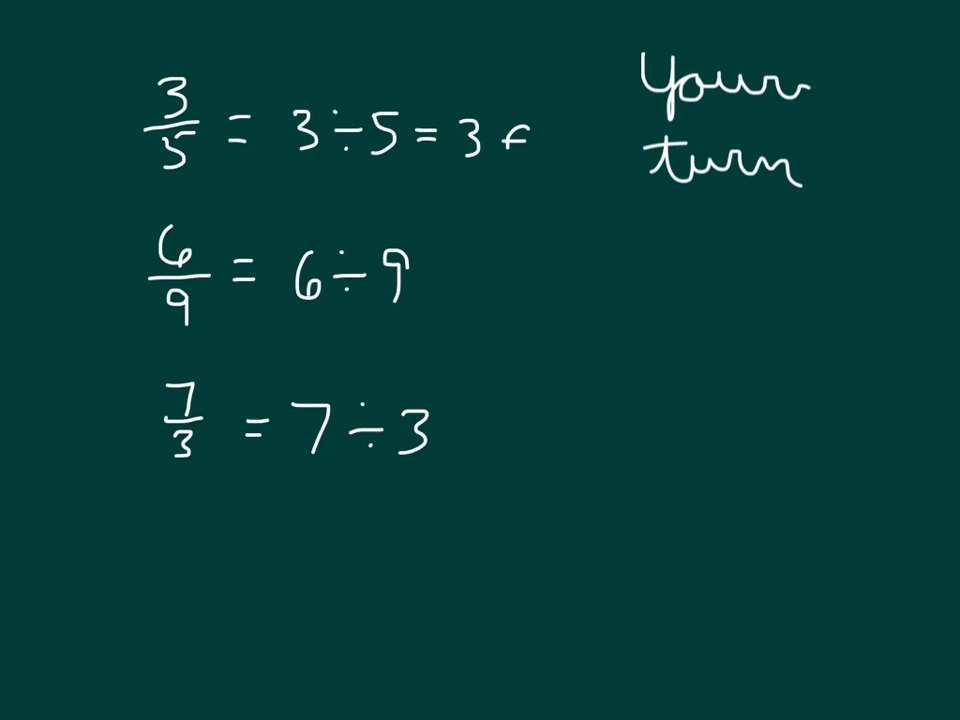 3/5 = 3 ÷ 5 = 3
6/9 = 6 ÷ 9
7/3 = 7 ÷ 3
Your
turn